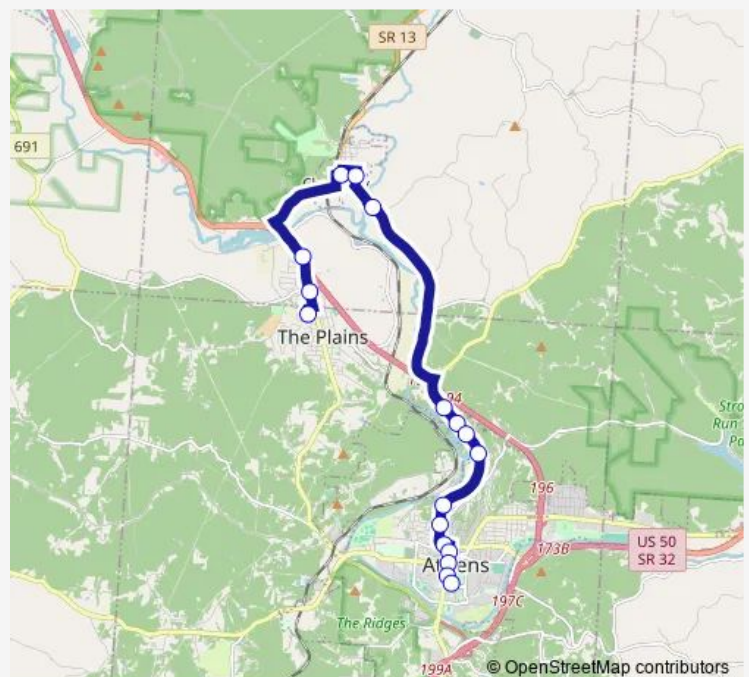 SR 13
691
The Plains
94
196
Athens
173B
US 50
SR 32
197C
The Ridges
199A
© OpenStreetMap contributors